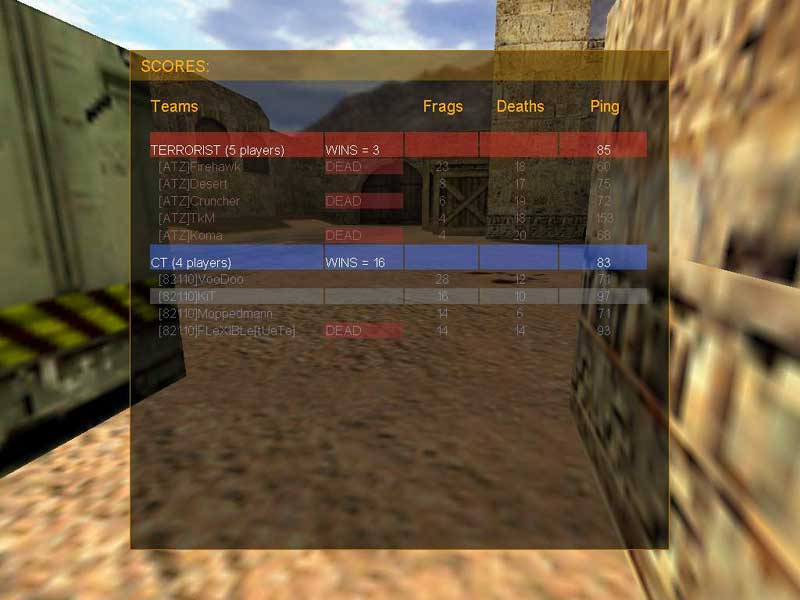 SCORES:
Teams Frags Deaths Ping
TERRORIST (5 players) WINS = 3 85
[ATZ]Firehawk DEAD 23 18 60
[ATZ]Desert 8 17 75
[ATZ]Cruncher DEAD 6 19 72
[ATZ]TkM 4 18 153
[ATZ]Koma DEAD 4 20 68
CT (4 players) WINS = 16 83
[82110]VooDoo 28 12 71
[82110]KiT 16 10 97
[82110]Moppedmann 14 6 71
[82110]FLeXIBLe[tUeTe] DEAD 14 14 93